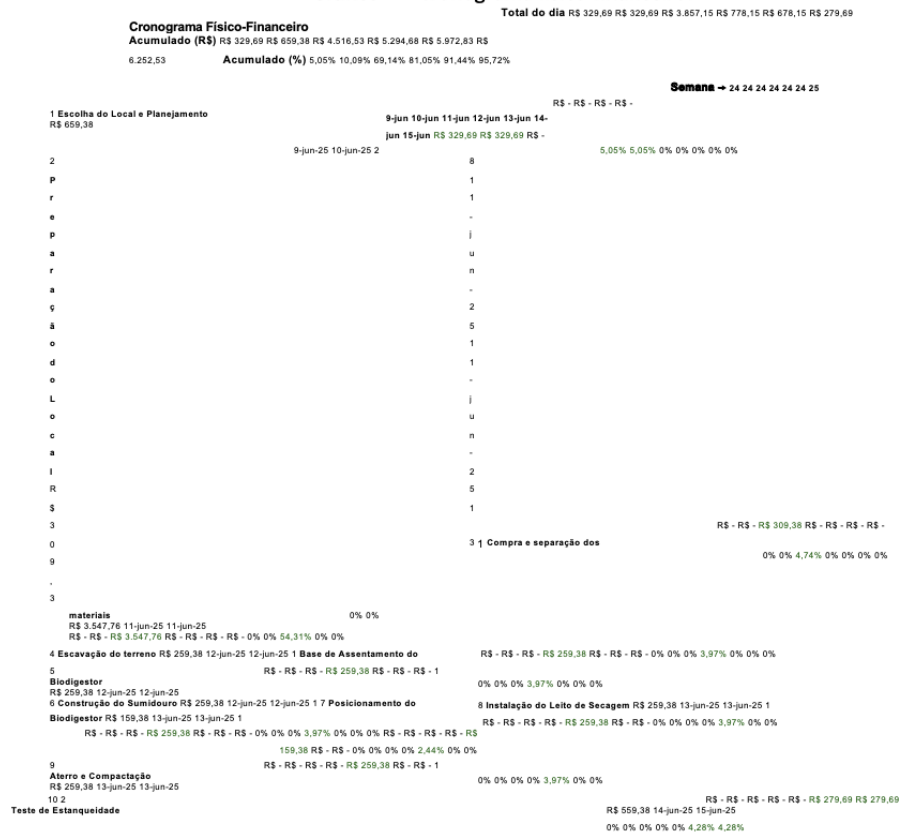 Total do dia R$ 329,69 R$ 329,69 R$ 3.857,15 R$ 778,15 R$ 678,15 R$ 279,69
Cronograma Físico-Financeiro
Acumulado (R$) R$ 329,69 R$ 659,38 R$ 4.516,53 R$ 5.294,68 R$ 5.972,83 R$
6.252,53 Acumulado (%) 5,05% 10,09% 69,14% 81,05% 91,44% 95,72%
Semana → 24 24 24 24 24 24 25
R$ - R$ - R$ - R$ -
1 Escolha do Local e Planejamento
R$ 659,38
9-jun 10-jun 11-jun 12-jun 13-jun 14-
jun 15-jun R$ 329,69 R$ 329,69 R$ -
9-jun-25 10-jun-25 2
5,05% 5,05% 0% 0% 0% 0% 0%
2
P
r
e
p
a
r
a
ç
ã
o
d
o
L
o
c
a
l
R
$
3
0
9
,
3
8
1
1
-
j
u
n
-
2
5
1
1
-
j
u
n
-
2
5
1
R$ - R$ - R$ 309,38 R$ - R$ - R$ - R$ -
3 1 Compra e separação dos
0% 0% 4,74% 0% 0% 0% 0%
materiais 0% 0%
R$ 3.547,76 11-jun-25 11-jun-25
R$ - R$ - R$ 3.547,76 R$ - R$ - R$ - R$ - 0% 0% 54,31% 0% 0%
4 Escavação do terreno R$ 259,38 12-jun-25 12-jun-25 1 Base de Assentamento do
R$ - R$ - R$ - R$ 259,38 R$ - R$ - R$ - 0% 0% 0% 3,97% 0% 0% 0%
5 R$ - R$ - R$ - R$ 259,38 R$ - R$ - R$ - 1
Biodigestor
R$ 259,38 12-jun-25 12-jun-25
0% 0% 0% 3,97% 0% 0% 0%
6 Construção do Sumidouro R$ 259,38 12-jun-25 12-jun-25 1 7 Posicionamento do
Biodigestor R$ 159,38 13-jun-25 13-jun-25 1
8 Instalação do Leito de Secagem R$ 259,38 13-jun-25 13-jun-25 1
R$ - R$ - R$ - R$ - R$ 259,38 R$ - R$ - 0% 0% 0% 0% 3,97% 0% 0%
R$ - R$ - R$ - R$ 259,38 R$ - R$ - R$ - 0% 0% 0% 3,97% 0% 0% 0% R$ - R$ - R$ - R$ - R$
159,38 R$ - R$ - 0% 0% 0% 0% 2,44% 0% 0%
9 R$ - R$ - R$ - R$ - R$ 259,38 R$ - R$ - 1
Aterro e Compactação
R$ 259,38 13-jun-25 13-jun-25
0% 0% 0% 0% 3,97% 0% 0%
10 2
Teste de Estanqueidade
R$ - R$ - R$ - R$ - R$ - R$ 279,69 R$ 279,69
R$ 559,38 14-jun-25 15-jun-25
0% 0% 0% 0% 0% 4,28% 4,28%